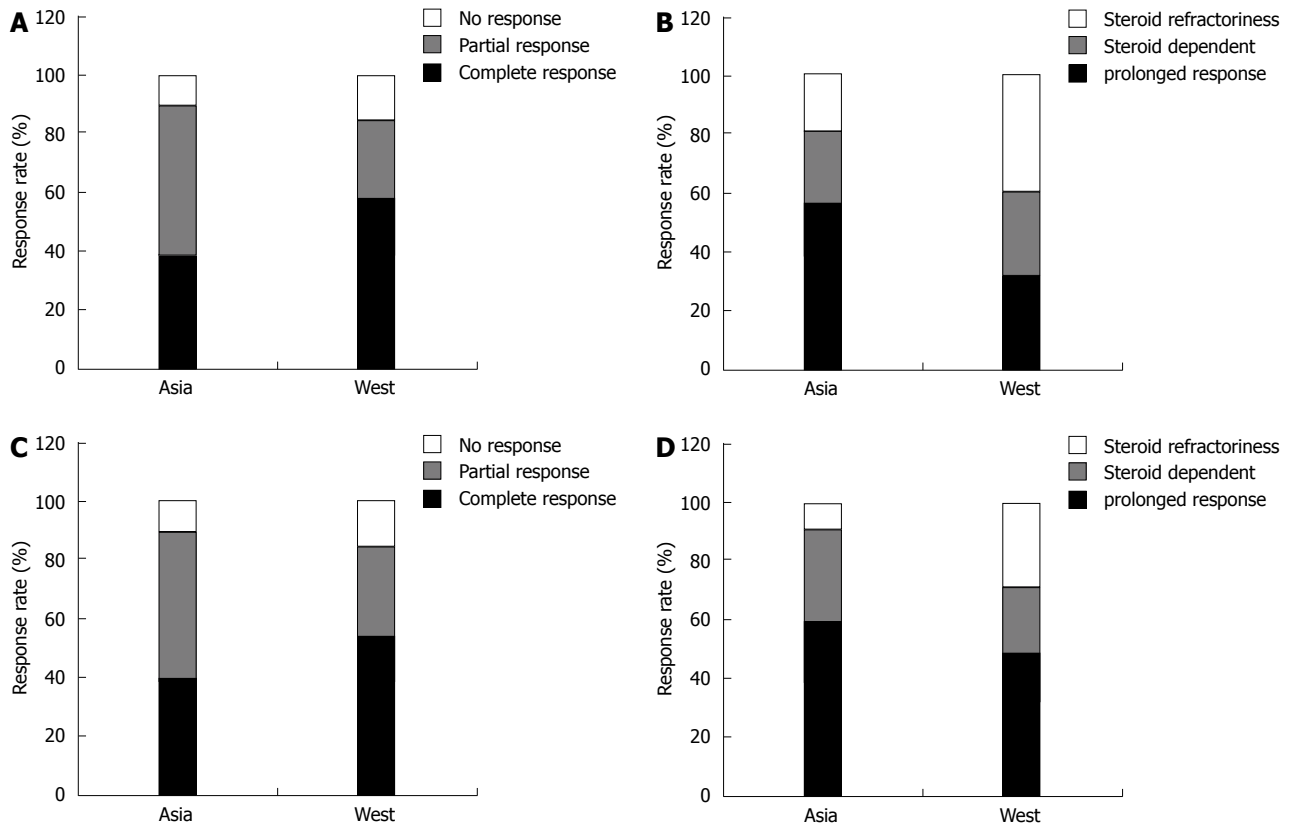 A
No response
Partial response
Complete response
Response rate (%)
120
100
80
60
40
20
0
Asia West
B
Steroid refractoriness
Steroid dependent
prolonged response
Response rate (%)
120
100
80
60
40
20
0
Asia West
C
No response
Partial response
Complete response
Response rate (%)
120
100
80
60
40
20
0
Asia West
D
Steroid refractoriness
Steroid dependent
prolonged response
Response rate (%)
120
100
80
60
40
20
0
Asia West